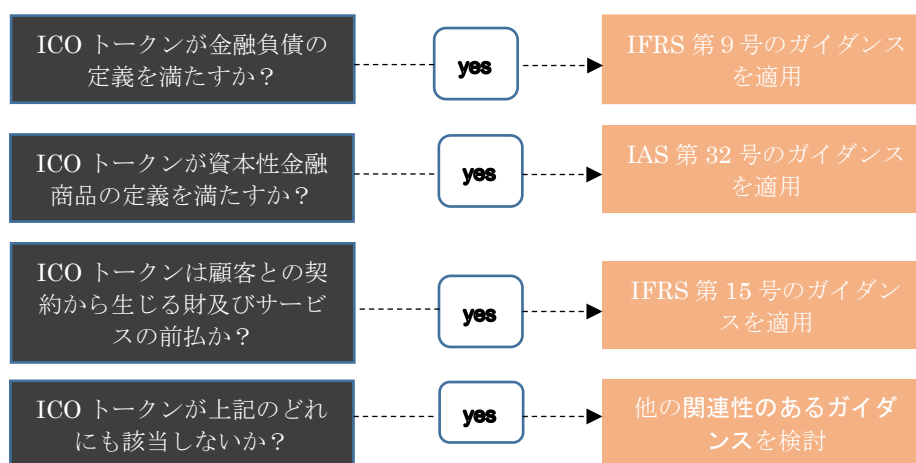 ICO トークンが金融負債の
定義を満たすか？
yes
IFRS 第 9 号のガイダンス
を適用
ICO トークンが資本性金融
商品の定義を満たすか？
yes
IAS 第 32 号のガイダンス
を適用
ICO トークンは顧客との契
約から生じる財及びサービ
スの前払か？
yes
IFRS 第 15 号のガイダン
スを適用
ICO トークンが上記のどれ
にも該当しないか？
yes
他の関連性のあるガイダ
ンスを検討